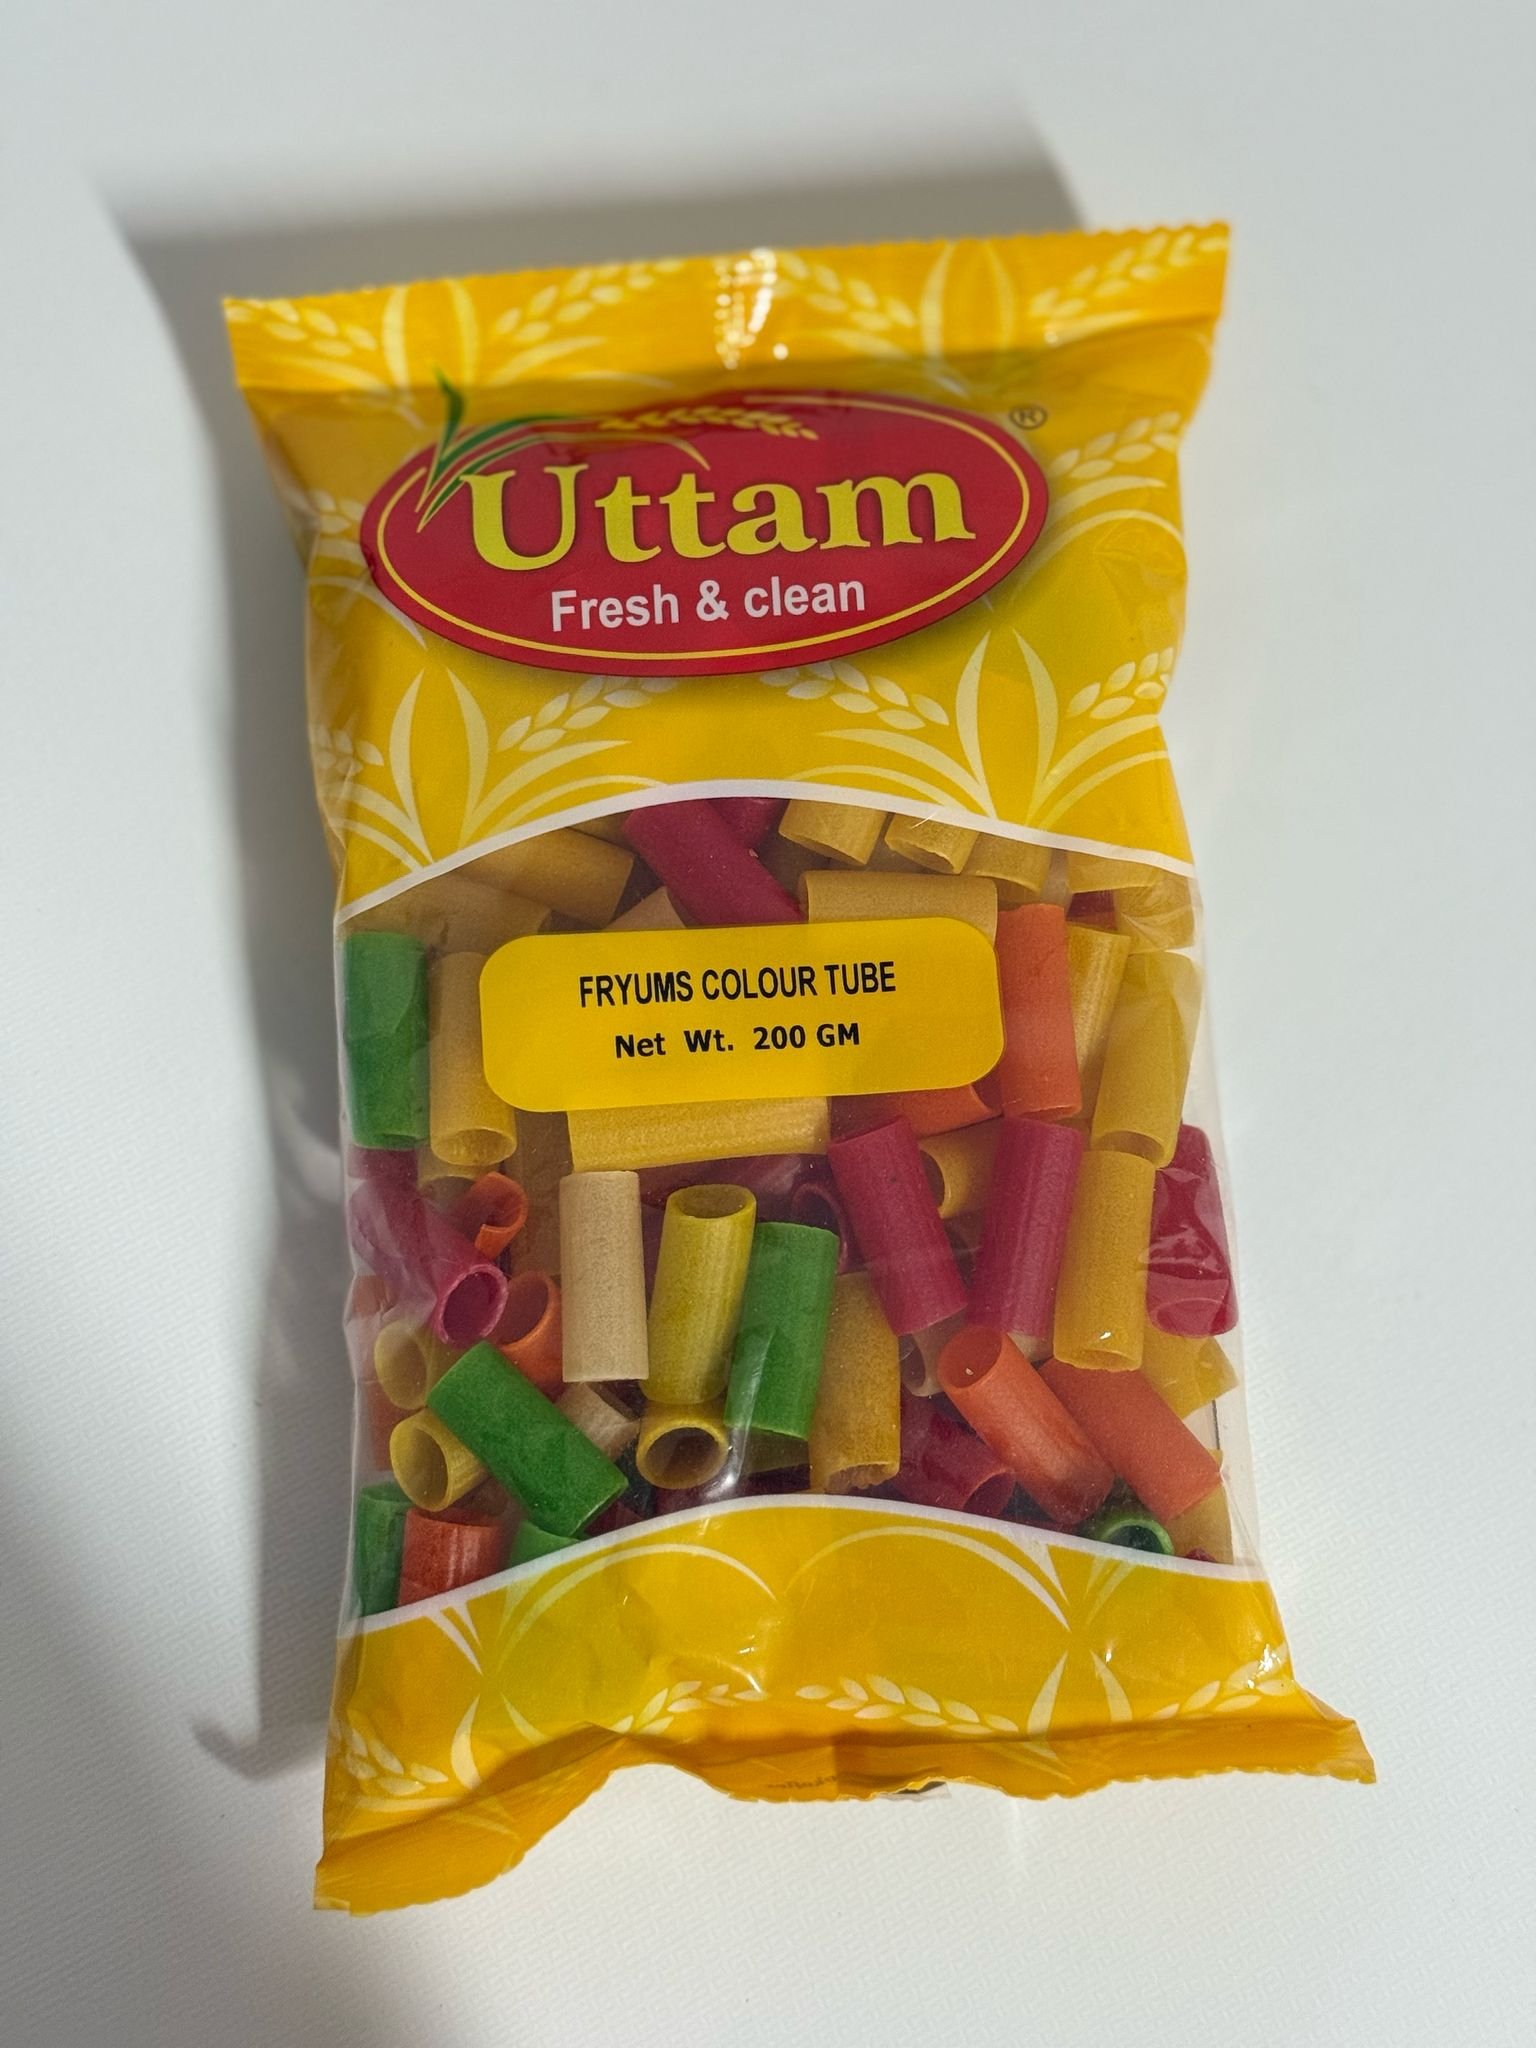 Uttam
®
Fresh & clean
FRYUMS COLOUR TUBE
Net Wt. 200 GM